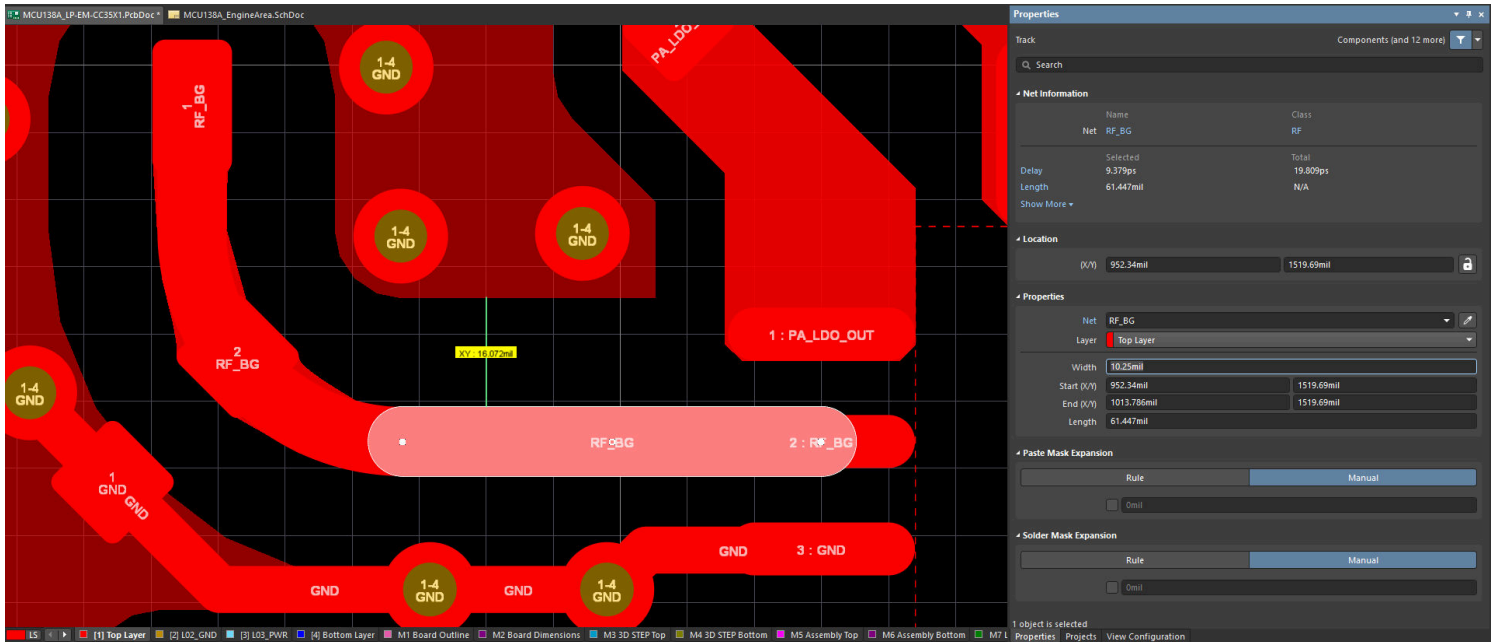 MCU138A_LP-EM-CC35X1.PcbDoc * MCU138A_EngineArea.SchDoc
1-4
GND
PA_LDO_OUT
1
RF_BG
1-4
GND
1-4
GND
1 : PA_LDO_OUT
XY : 16.072mil
2
RF_BG
1-4
GND
RF_BG
2 : RF_BG
1
GND
GND
GND
3 : GND
GND
1-4
GND
GND
1-4
GND
LS [1] Top Layer [2] L02_GND [3] L03_PWR [4] Bottom Layer M1 Board Outline M2 Board Dimensions M3 3D STEP Top M4 3D STEP Bottom M5 Assembly Top M6 Assembly Bottom M7 L
Properties
Track Components (and 12 more)
Search
Net Information
Name Class
Net RF_BG RF
Selected Total
Delay 9.379ps 19.809ps
Length 61.447mil N/A
Show More
Location
(X/Y) 952.34mil 1519.69mil
Properties
Net RF_BG
Layer Top Layer
Width 10.25mil
Start (X/Y) 952.34mil 1519.69mil
End (X/Y) 1013.786mil 1519.69mil
Length 61.447mil
Paste Mask Expansion
Rule Manual
0mil
Solder Mask Expansion
Rule Manual
0mil
1 object is selected
Properties Projects View Configuration